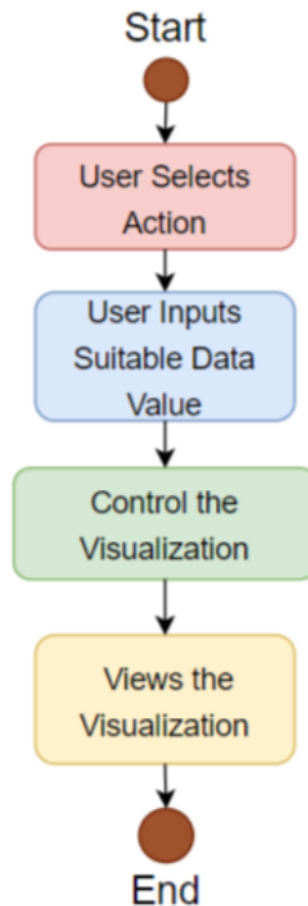 Start
User Selects
Action
User Inputs
Suitable Data
Value
Control the
Visualization
Views the
Visualization
End